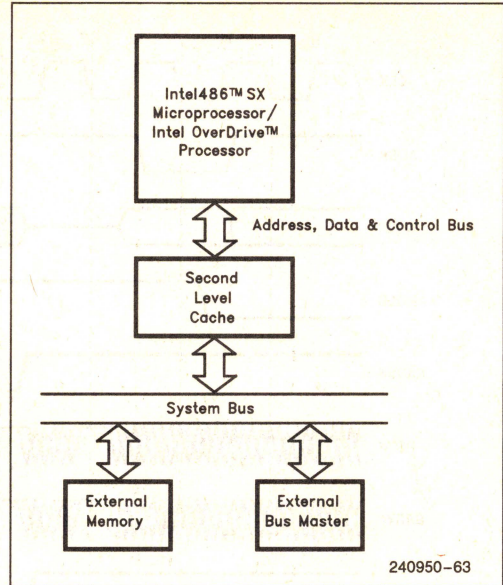 Intel486™ SX
Microprocessor/
Intel OverDrive™
Processor
Address, Data & Control Bus
Second
Level
Cache
System Bus
External
Memory
External
Bus Master
240950-63